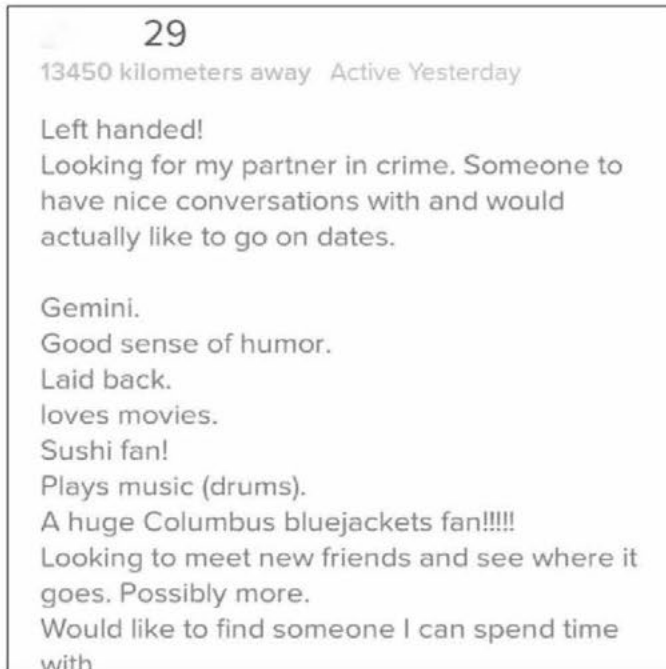 29
13450 kilometers away Active Yesterday
Left handed!
Looking for my partner in crime. Someone to
have nice conversations with and would
actually like to go on dates.
Gemini.
Good sense of humor.
Laid back.
loves movies.
Sushi fan!
Plays music (drums).
A huge Columbus bluejackets fan!!!!!
Looking to meet new friends and see where it
goes. Possibly more.
Would like to find someone I can spend time
with